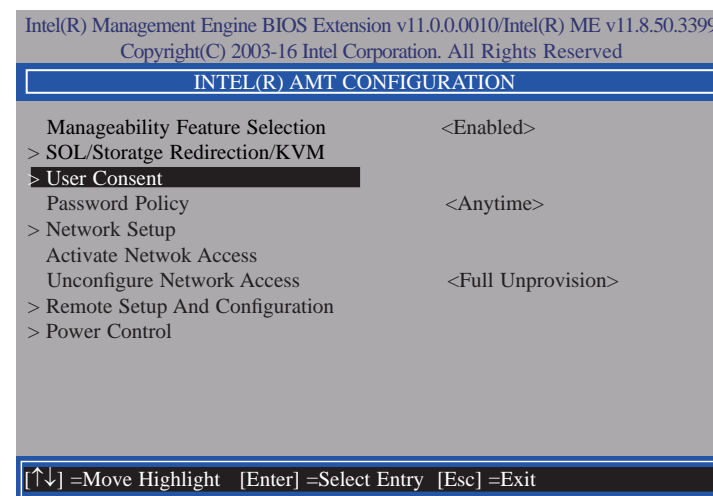 Intel(R) Management Engine BIOS Extension v11.0.0.0010/Intel(R) ME v11.8.50.3399
Copyright(C) 2003-16 Intel Corporation. All Rights Reserved
INTEL(R) AMT CONFIGURATION
Manageability Feature Selection <Enabled>
> SOL/Storatge Redirection/KVM
> User Consent
Password Policy <Anytime>
> Network Setup
Activate Netwok Access
Unconfigure Network Access <Full Unprovision>
> Remote Setup And Configuration
> Power Control
[↑↓] =Move Highlight [Enter] =Select Entry [Esc] =Exit